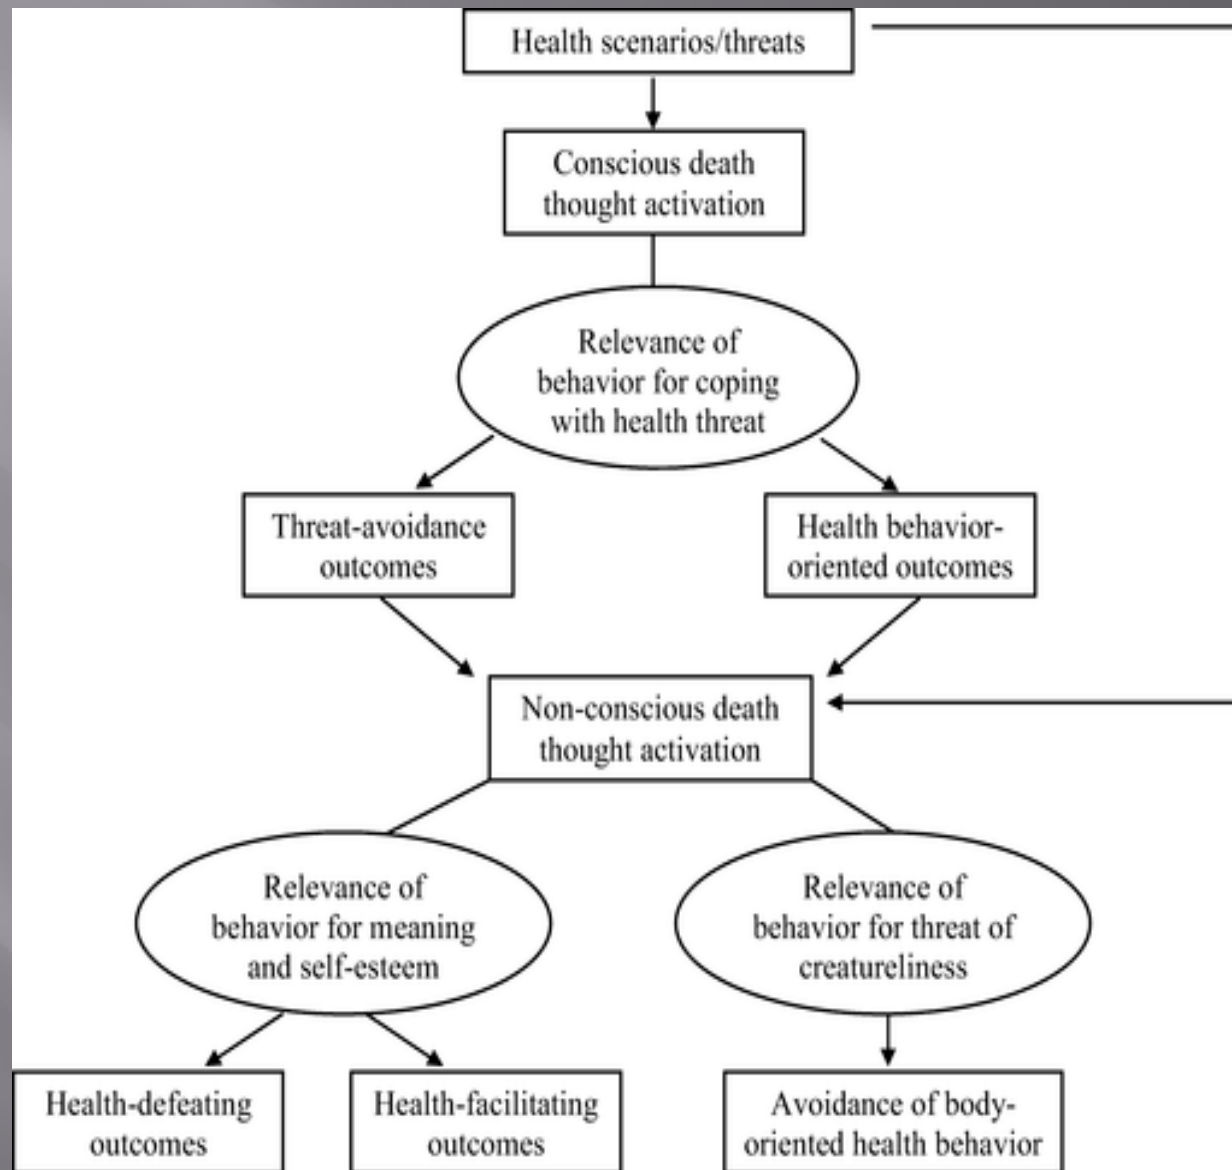 Health scenarios/threats
Conscious death
thought activation
Relevance of
behavior for coping
with health threat
Threat-avoidance
outcomes
Health behavior-
oriented outcomes
Non-conscious death
thought activation
Relevance of
behavior for meaning
and self-esteem
Relevance of
behavior for threat of
creatureliness
Health-defeating
outcomes
Health-facilitating
outcomes
Avoidance of body-
oriented health behavior